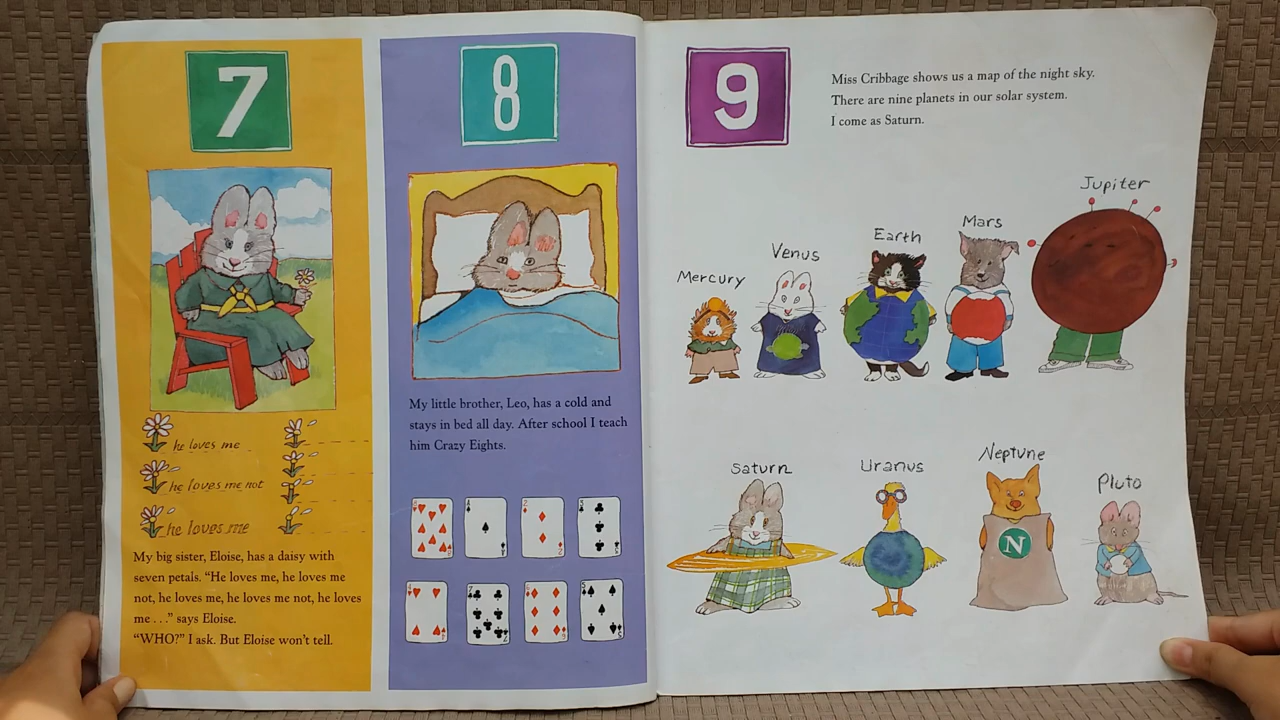 7
he loves me
he loves me not
he loves me
My big sister, Eloise, has a daisy with
seven petals. “He loves me, he loves me
not, he loves me, he loves me not, he loves
me . . .” says Eloise.
“WHO?” I ask. But Eloise won’t tell.
8
My little brother, Leo, has a cold and
stays in bed all day. After school I teach
him Crazy Eights.
9
Miss Cribbage shows us a map of the night sky.
There are nine planets in our solar system.
I come as Saturn.
Mercury
Venus
Earth
Mars
Jupiter
Saturn
Uranus
Neptune
N
Pluto